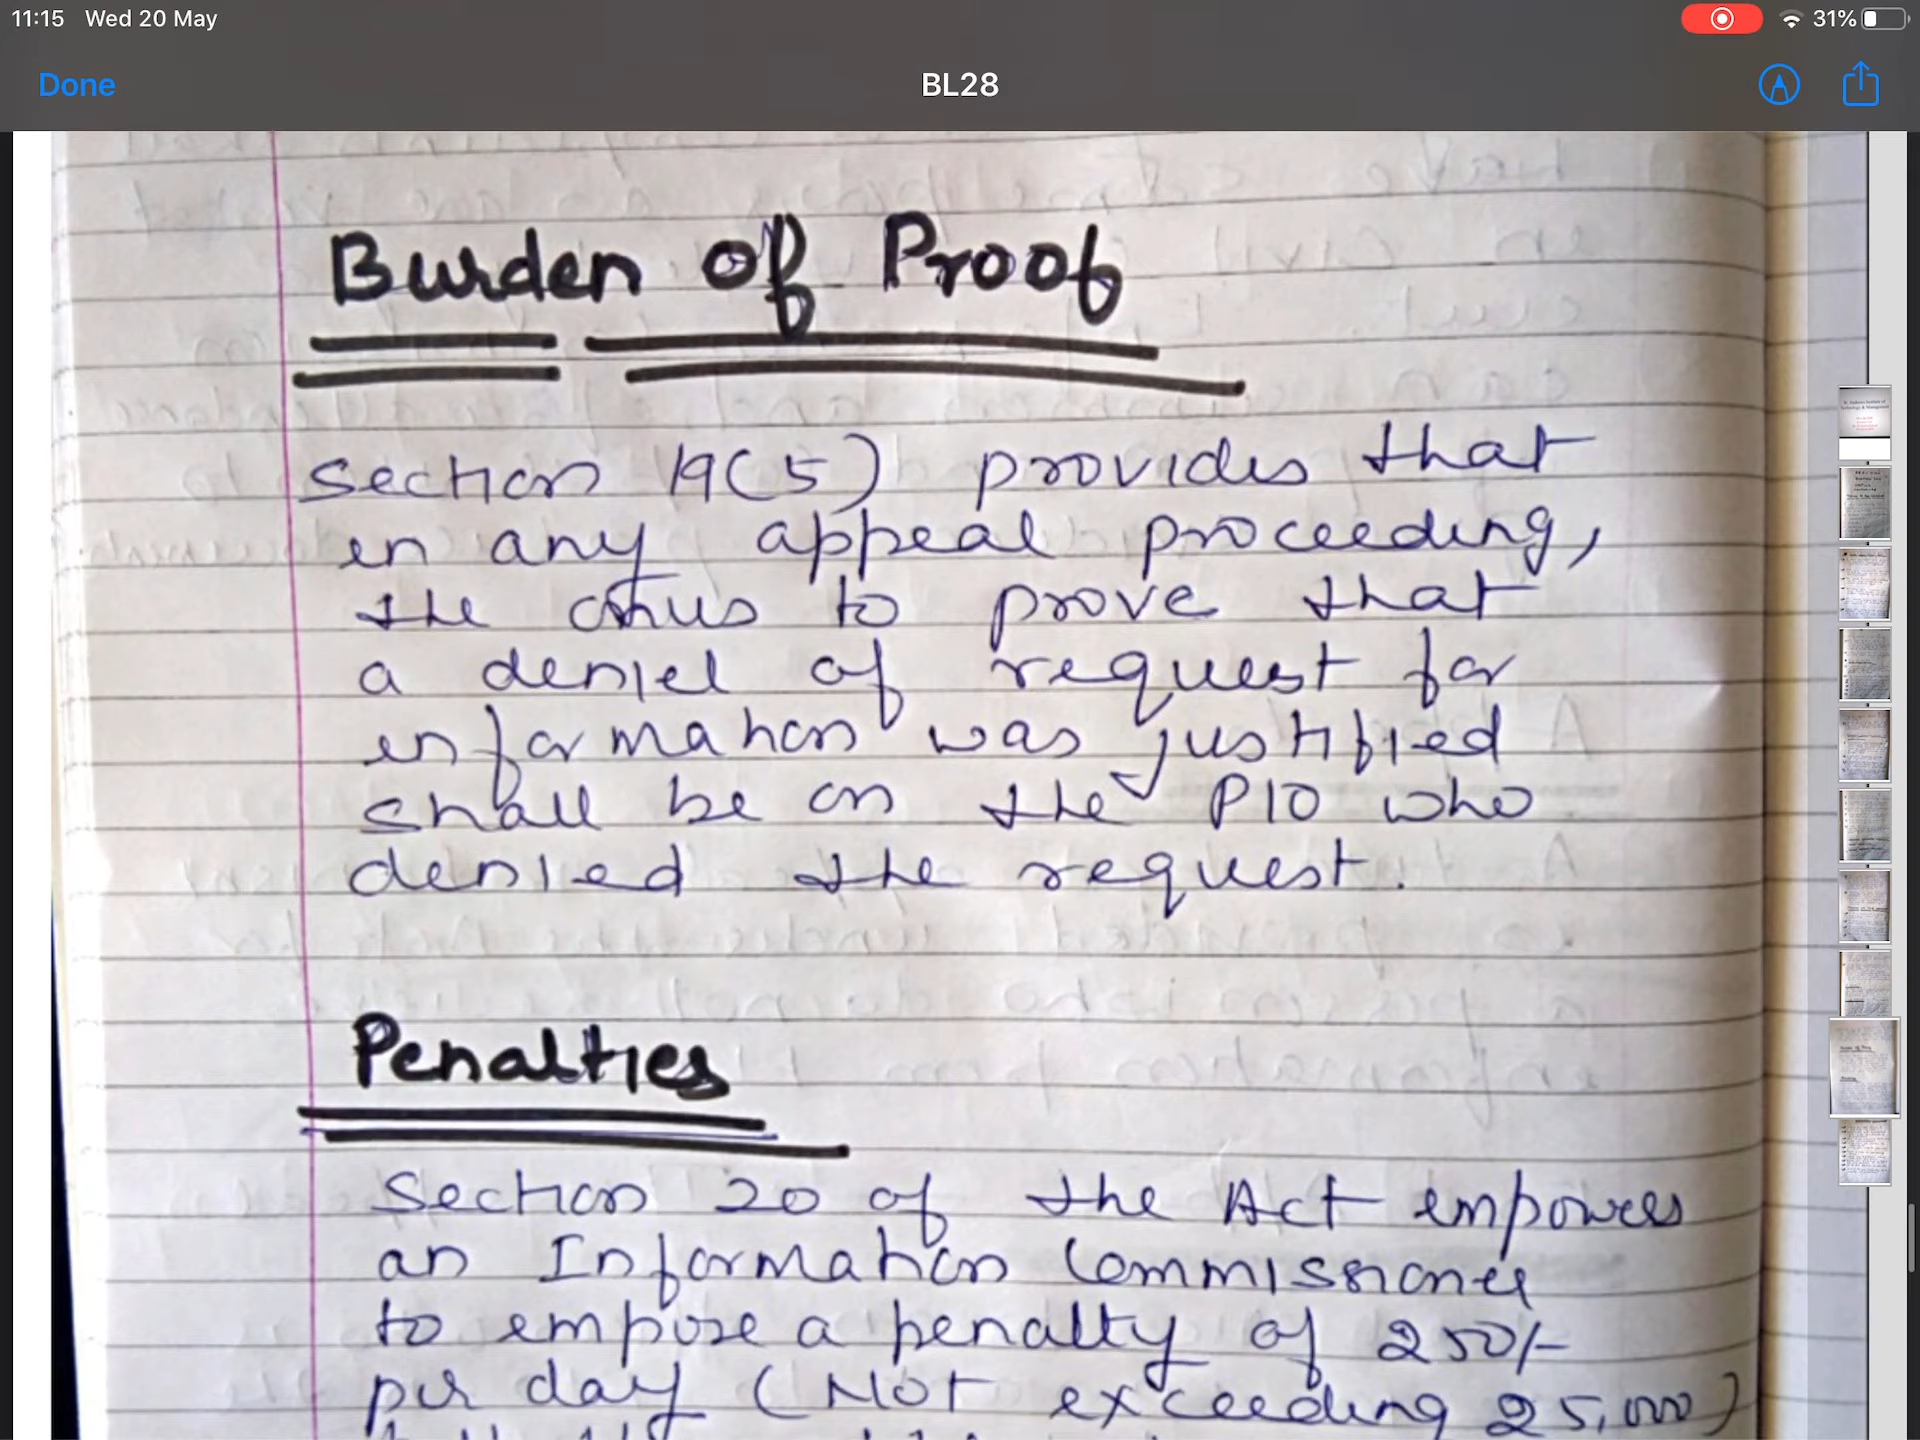 11:15 Wed 20 May
31%
Done
BL28
Burden of Proof
Section 19(5) provides that
in any appeal proceeding,
the onus to prove that
a deniel of request for
information was justified
shall be on the PIO who
denied the request.
Penalties
Section 20 of the Act empowers
an Information Commissioner
to empose a penalty of 250/-
per day (Not exceeding 25,000)